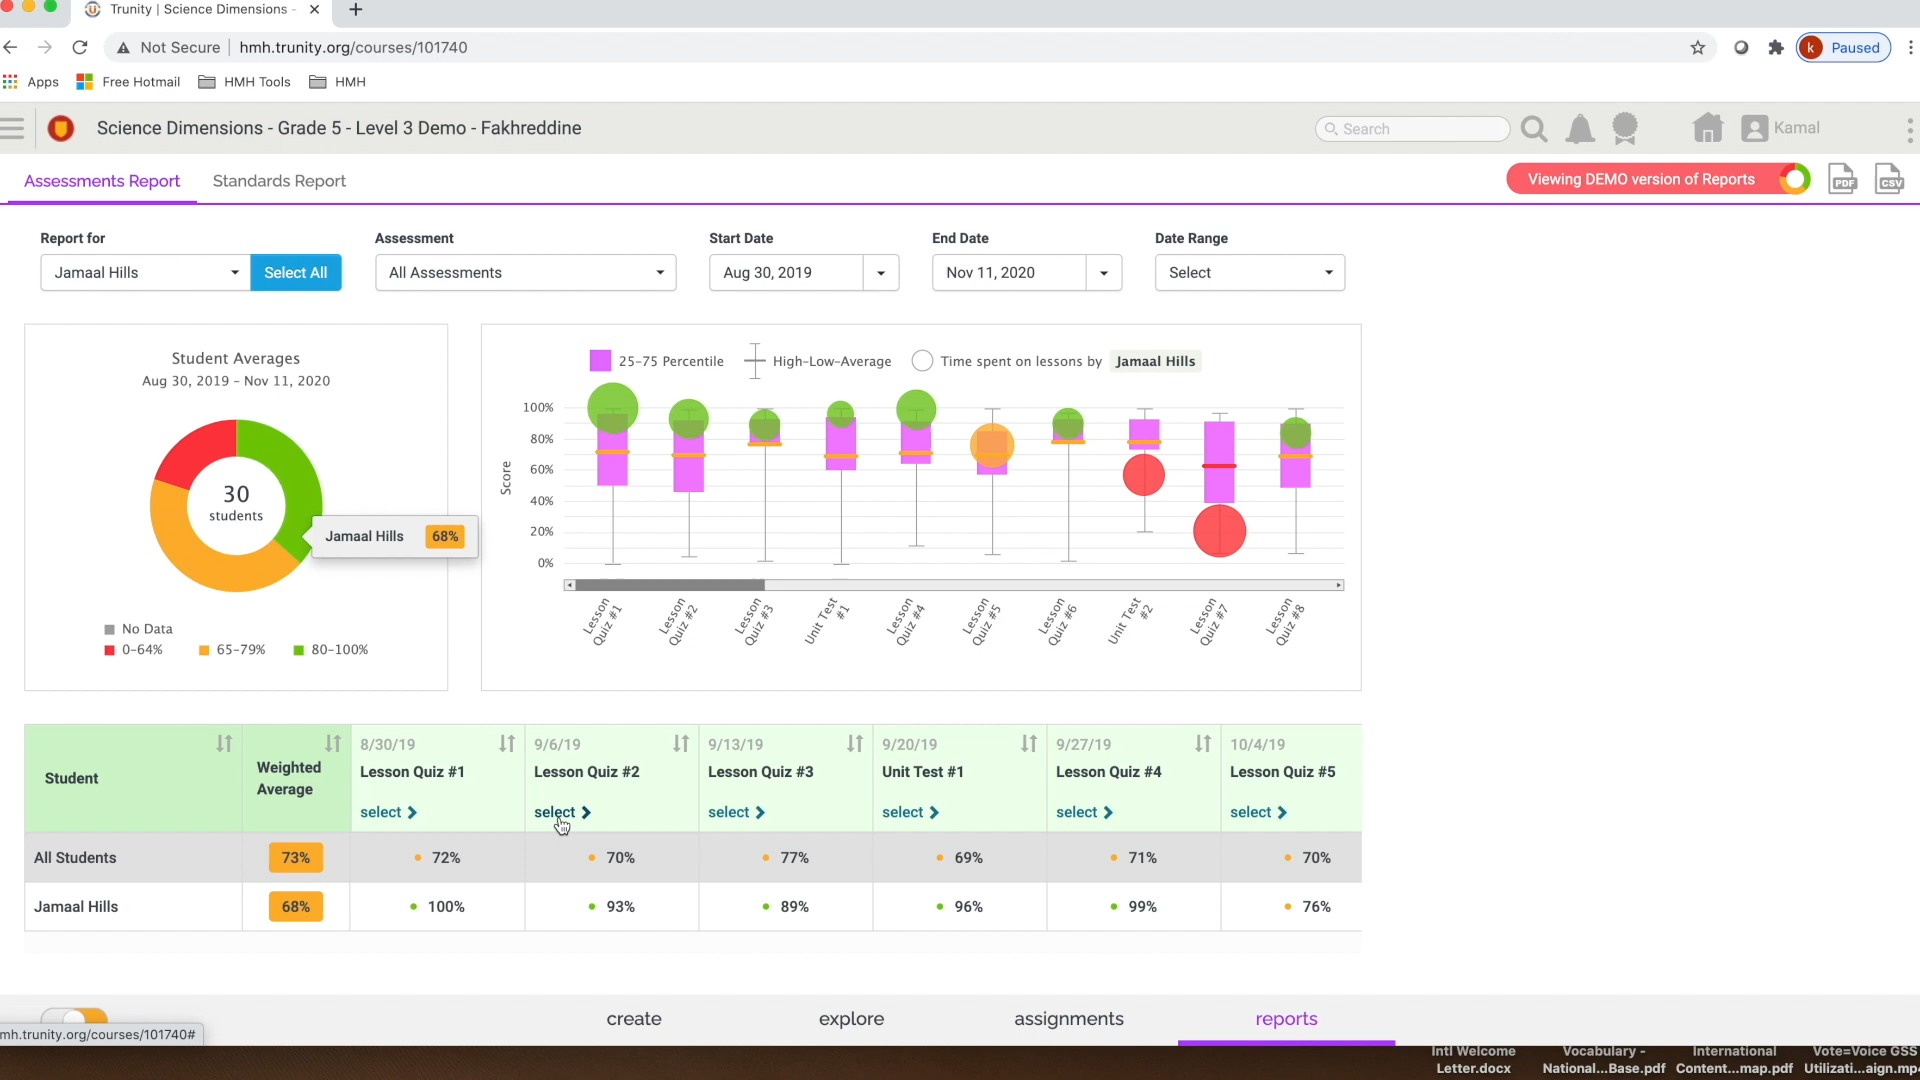 Trunity | Science Dimensions -
Not Secure
hmh.trunity.org/courses/101740
k
Paused
Apps
Free Hotmail
HMH Tools
HMH
Science Dimensions - Grade 5 - Level 3 Demo - Fakhreddine
Search
Kamal
Assessments Report
Standards Report
Viewing DEMO version of Reports
PDF
CSV
Report for
Assessment
Start Date
End Date
Date Range
Jamaal Hills
Select All
All Assessments
Aug 30, 2019
Nov 11, 2020
Select
Student Averages
Aug 30, 2019 - Nov 11, 2020
30
students
Jamaal Hills
68%
No Data
0-64%
65-79%
80-100%
25-75 Percentile
High-Low-Average
Time spent on lessons by
Jamaal Hills
Score
100%
80%
60%
40%
20%
0%
Lesson
Quiz #1
Lesson
Quiz #2
Lesson
Quiz #3
Unit Test
#1
Lesson
Quiz #4
Lesson
Quiz #5
Lesson
Quiz #6
Unit Test
#2
Lesson
Quiz #7
Lesson
Quiz #8
Student
Weighted
Average
8/30/19
Lesson Quiz #1
select
9/6/19
Lesson Quiz #2
select
9/13/19
Lesson Quiz #3
select
9/20/19
Unit Test #1
select
9/27/19
Lesson Quiz #4
select
10/4/19
Lesson Quiz #5
select
All Students
73%
72%
70%
77%
69%
71%
70%
Jamaal Hills
68%
100%
93%
89%
96%
99%
76%
create
explore
assignments
reports
mh.trunity.org/courses/101740#
Intl Welcome
Letter.docx
Vocabulary -
National...Base.pdf
International
Content...map.pdf
Vote=Voice GSS
Utilizati...aign.mp